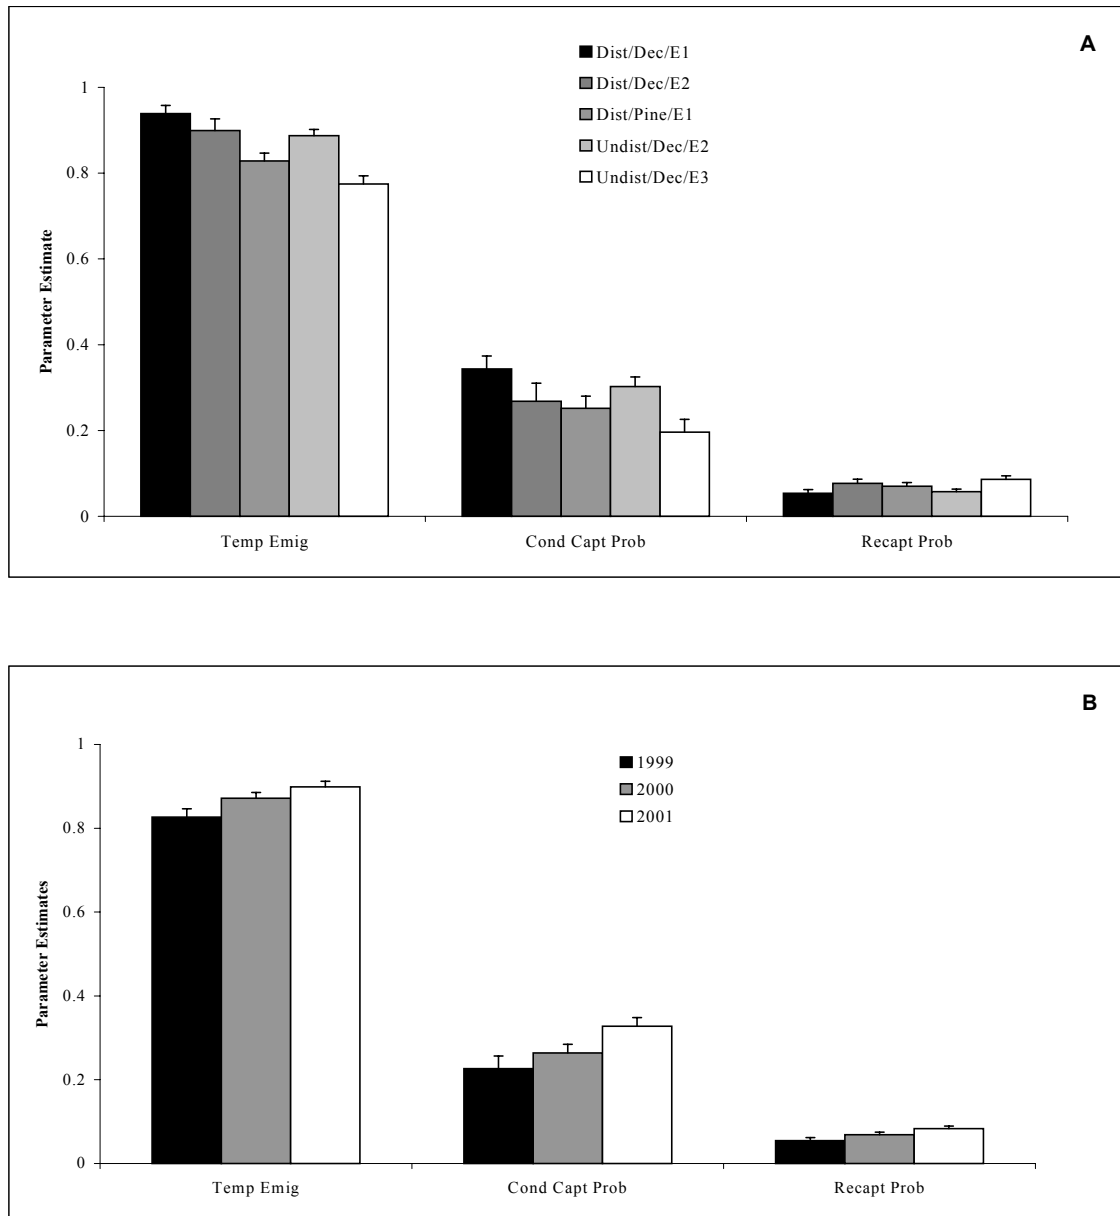 A
Dist/Dec/E1
Dist/Dec/E2
Dist/Pine/E1
Undist/Dec/E2
Undist/Dec/E3
1
0.8
0.6
0.4
0.2
0
Parameter Estimate
Temp Emig
Cond Capt Prob
Recapt Prob
B
1999
2000
2001
1
0.8
0.6
0.4
0.2
0
Parameter Estimates
Temp Emig
Cond Capt Prob
Recapt Prob